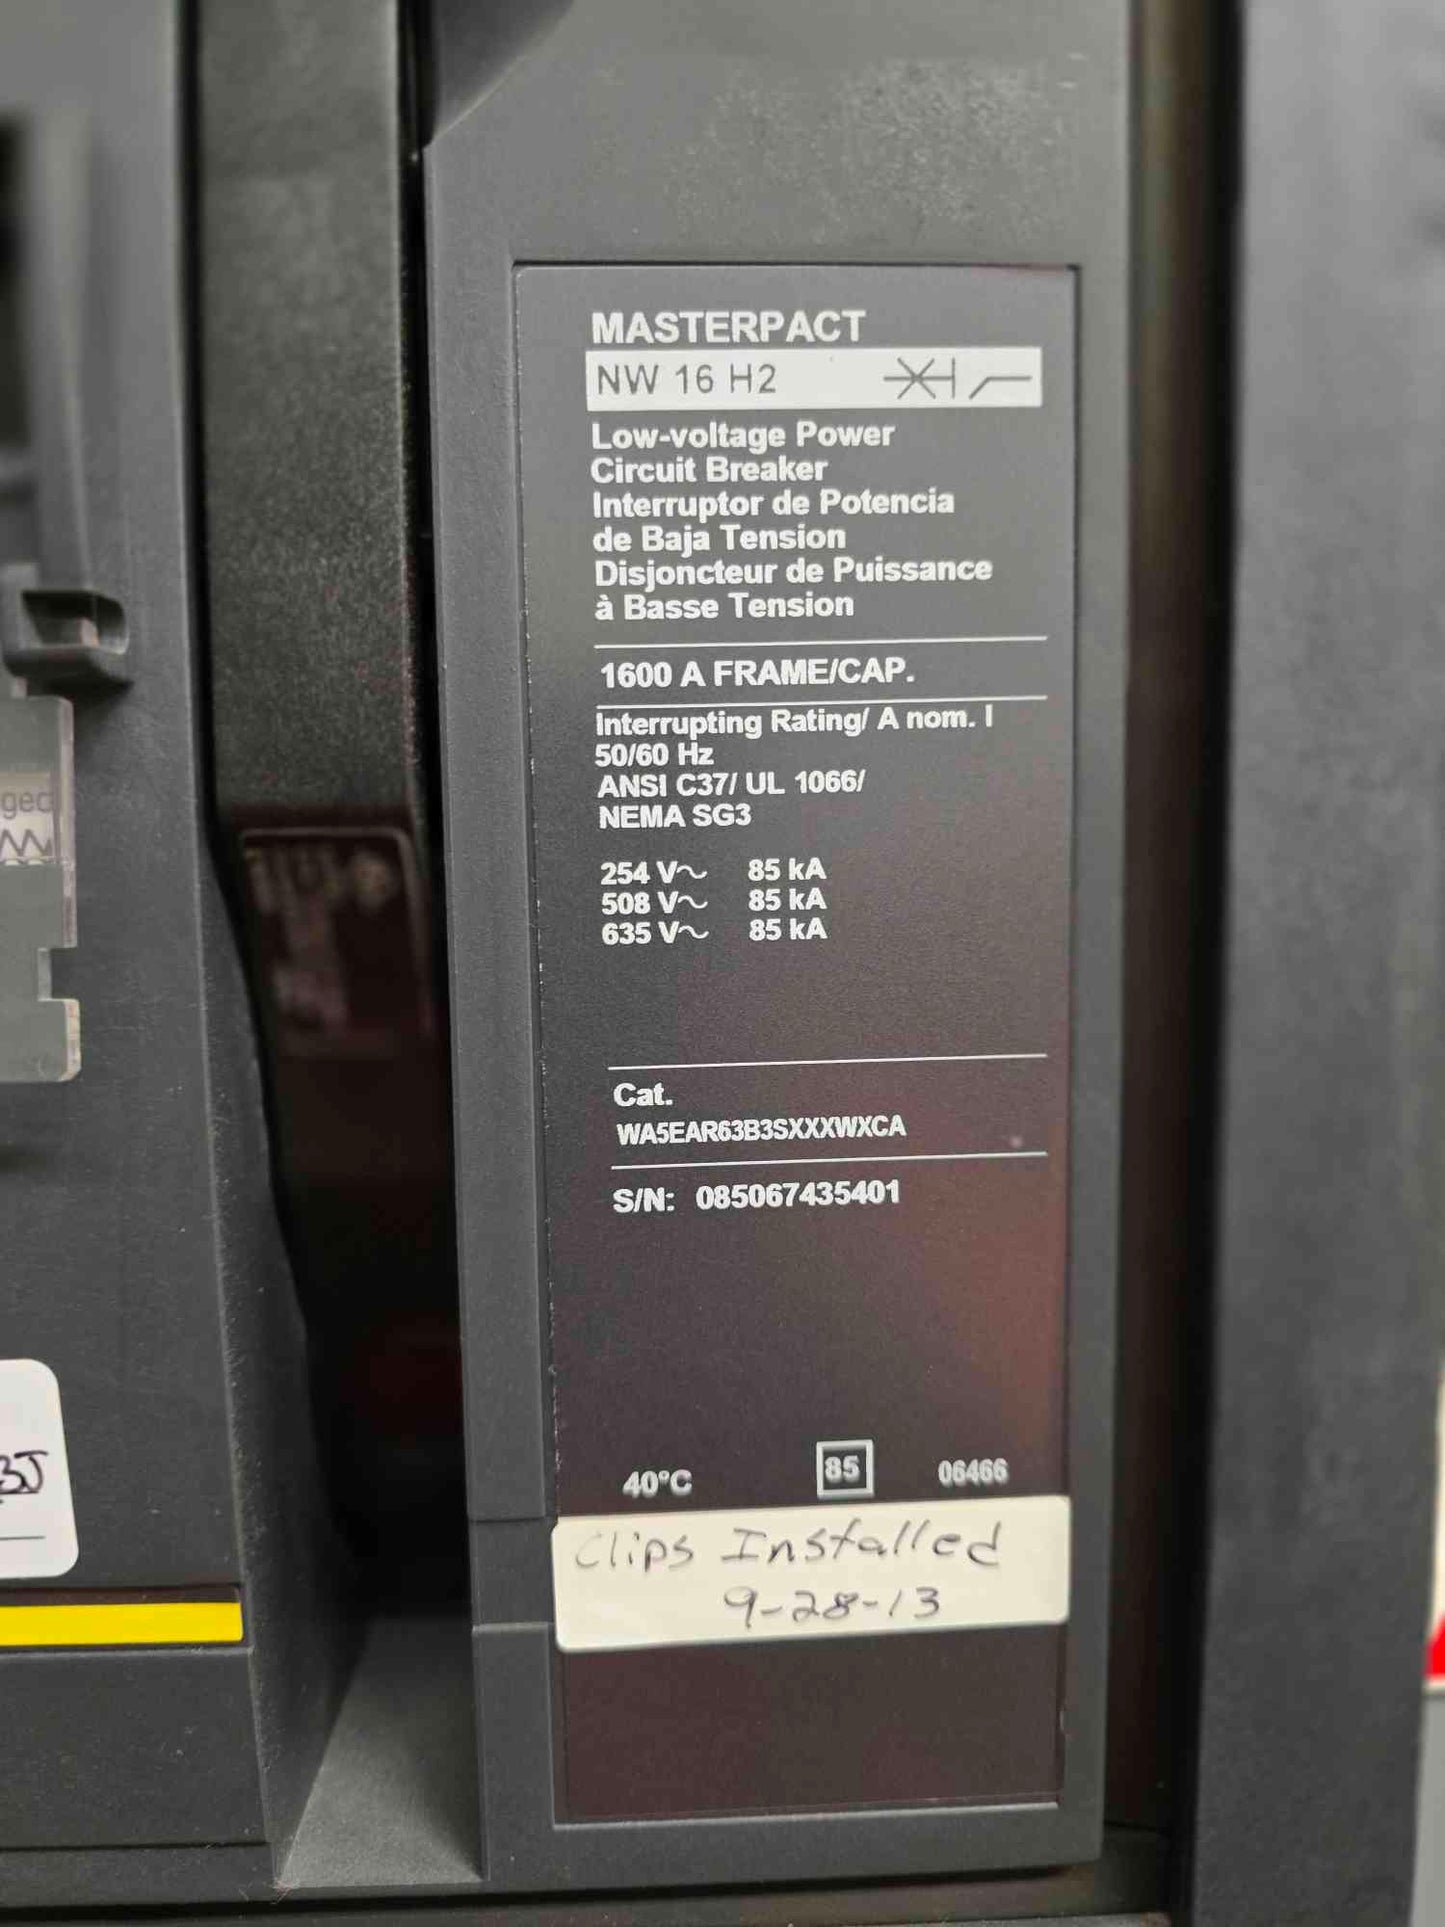 MASTERPACT
NW 16 H2
Low-voltage Power
Circuit Breaker
Interruptor de Potencia
de Baja Tension
Disjoncteur de Puissance
à Basse Tension
1600 A FRAME/CAP.
Interrupting Rating/ A nom. I
50/60 Hz
ANSI C37/ UL 1066/
NEMA SG3
254 V~ 85 kA
508 V~ 85 kA
635 V~ 85 kA
Cat.
WA5EAR63B3SXXXWXCA
S/N: 085067435401
40°C 85 06466
Clips Installed
9-28-13
ged